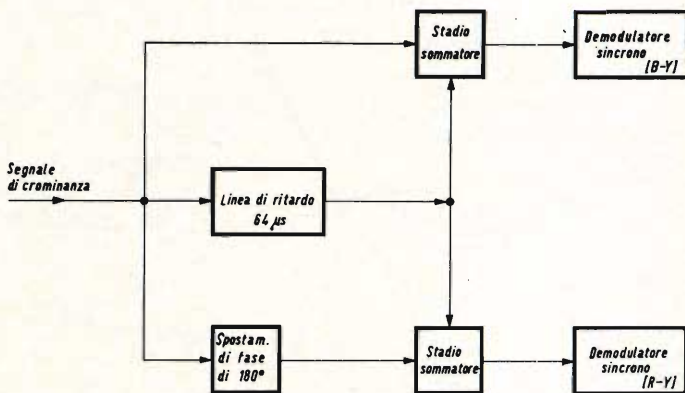 Stadio
sommatore
Demodulatore
sincrono
[B-Y]
Segnale
di crominanza
Linea di ritardo
64 µs
Spostam.
di fase
di 180°
Stadio
sommatore
Demodulatore
sincrono
[R-Y]